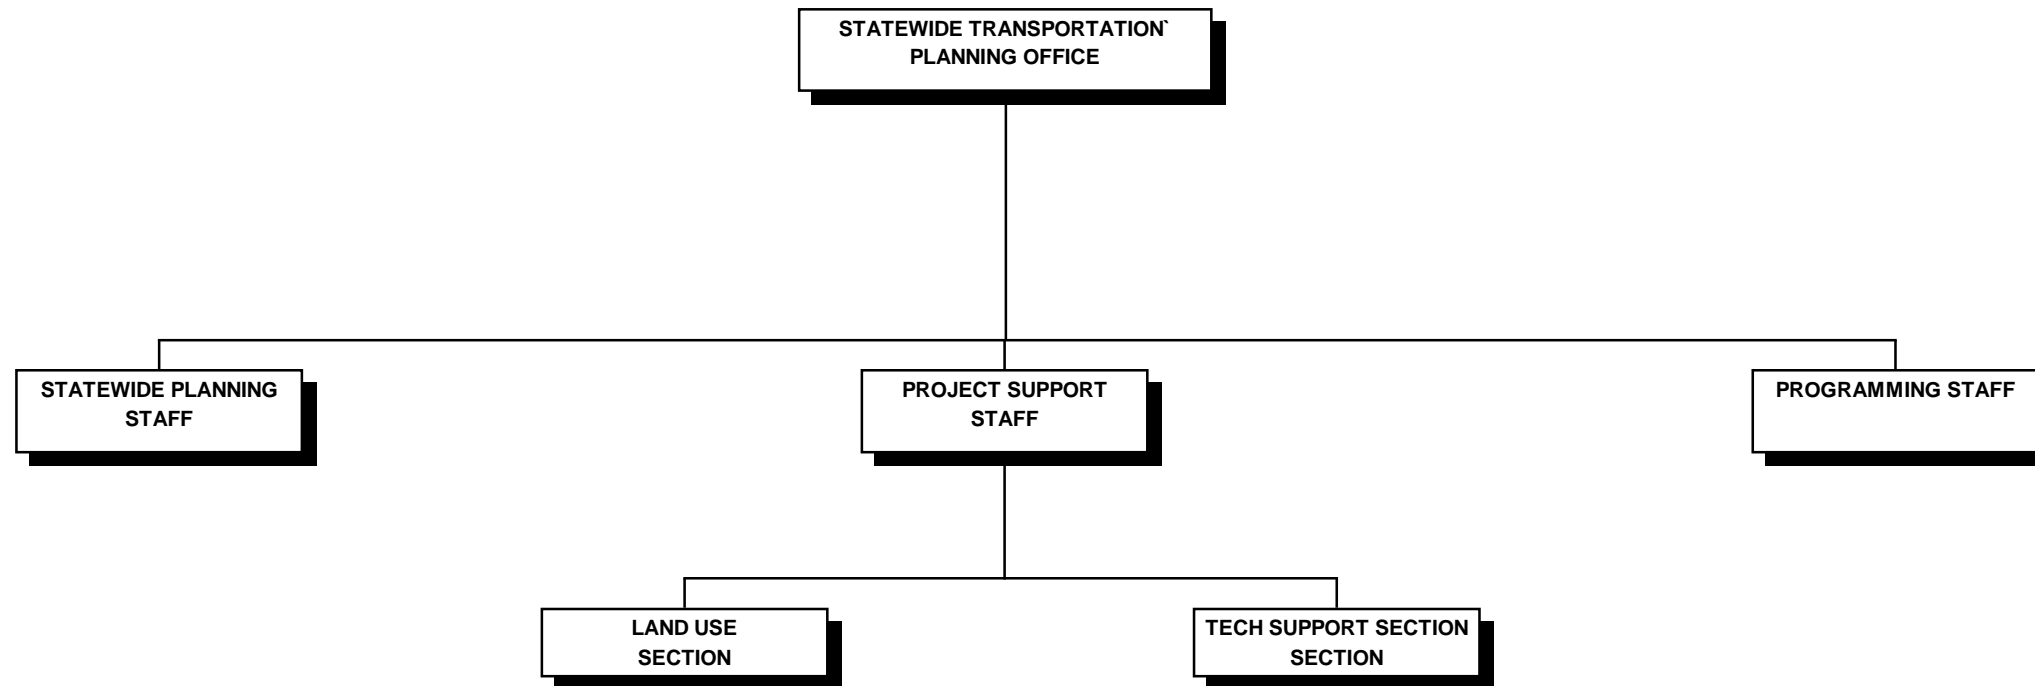 STATEWIDE TRANSPORTATION`
PLANNING OFFICE
STATEWIDE PLANNING
STAFF
PROJECT SUPPORT
STAFF
PROGRAMMING STAFF
LAND USE
SECTION
TECH SUPPORT SECTION
SECTION